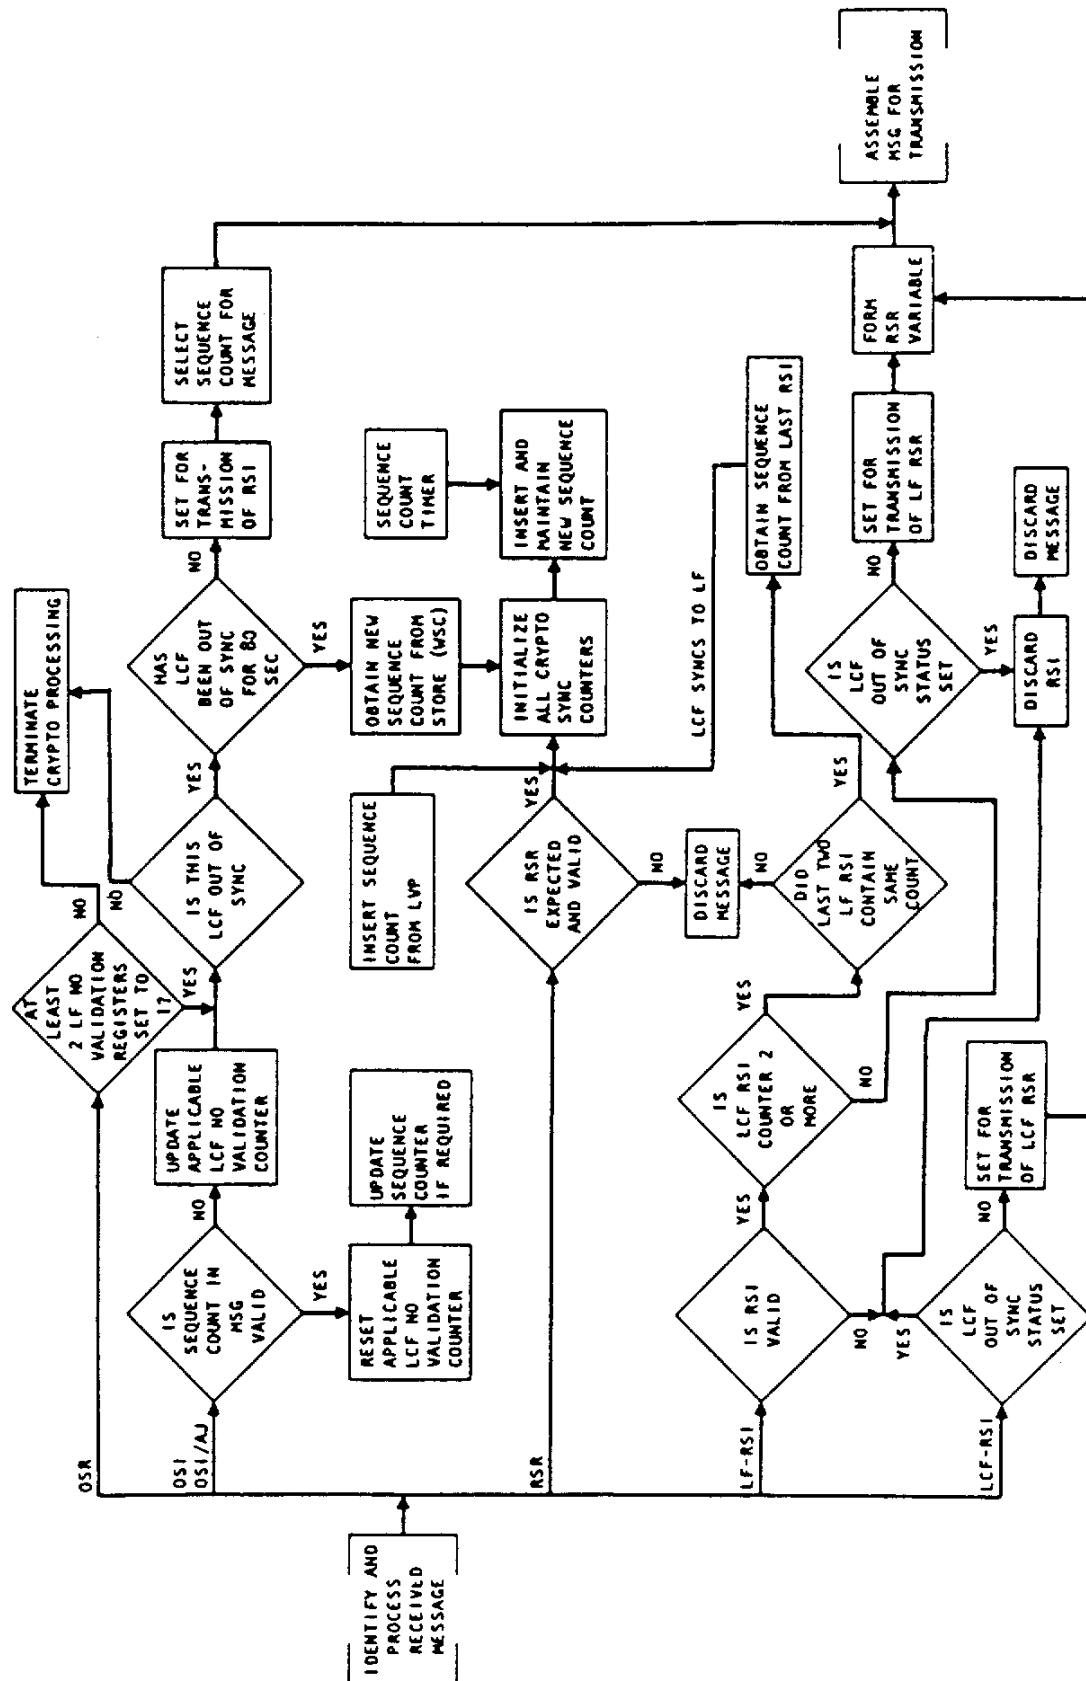 IDENTIFY AND
PROCESS
RECEIVED
MESSAGE
OSR
OSI
OSI/AJ
RSR
LF-RSI
LCF-RSI
AT
LEAST
2 LF NO
VALIDATION
REGISTERS
SET TO
1?
NO
YES
TERMINATE
CRYPTO PROCESSING
IS
SEQUENCE
COUNT IN
MSG
VALID
NO
YES
UPDATE
APPLICABLE
LCF NO
VALIDATION
COUNTER
RESET
APPLICABLE
LCF NO
VALIDATION
COUNTER
UPDATE
SEQUENCE
COUNTER
IF REQUIRED
IS THIS
LCF OUT OF
SYNC
NO
YES
HAS
LCF
BEEN OUT
OF SYNC
FOR 80
SEC
NO
YES
SET FOR
TRANS-
MISSION
OF RSI
SELECT
SEQUENCE
COUNT FOR
MESSAGE
OBTAIN NEW
SEQUENCE
COUNT FROM
STORE (WSC)
SEQUENCE
COUNT
TIMER
INSERT SEQUENCE
COUNT
FROM LVP
IS RSR
EXPECTED
AND VALID
YES
NO
INITIALIZE
ALL CRYPTO
SYNC
COUNTERS
INSERT AND
MAINTAIN
NEW SEQUENCE
COUNT
DISCARD
MESSAGE
LCF SYNCS TO LF
IS RSI
VALID
YES
NO
IS
LCF RSI
COUNTER 2
OR
MORE
YES
NO
DID
LAST TWO
LF RSI
CONTAIN
SAME
COUNT
NO
YES
OBTAIN SEQUENCE
COUNT FROM LAST RSI
IS
LCF
OUT OF
SYNC
STATUS
SET
NO
YES
SET FOR
TRANSMISSION
OF LF RSR
FORM
RSR
VARIABLE
ASSEMBLE
MSG FOR
TRANSMISSION
DISCARD
RSI
DISCARD
MESSAGE
IS
LCF
OUT OF
SYNC
STATUS
SET
YES
NO
SET FOR
TRANSMISSION
OF LCF RSR